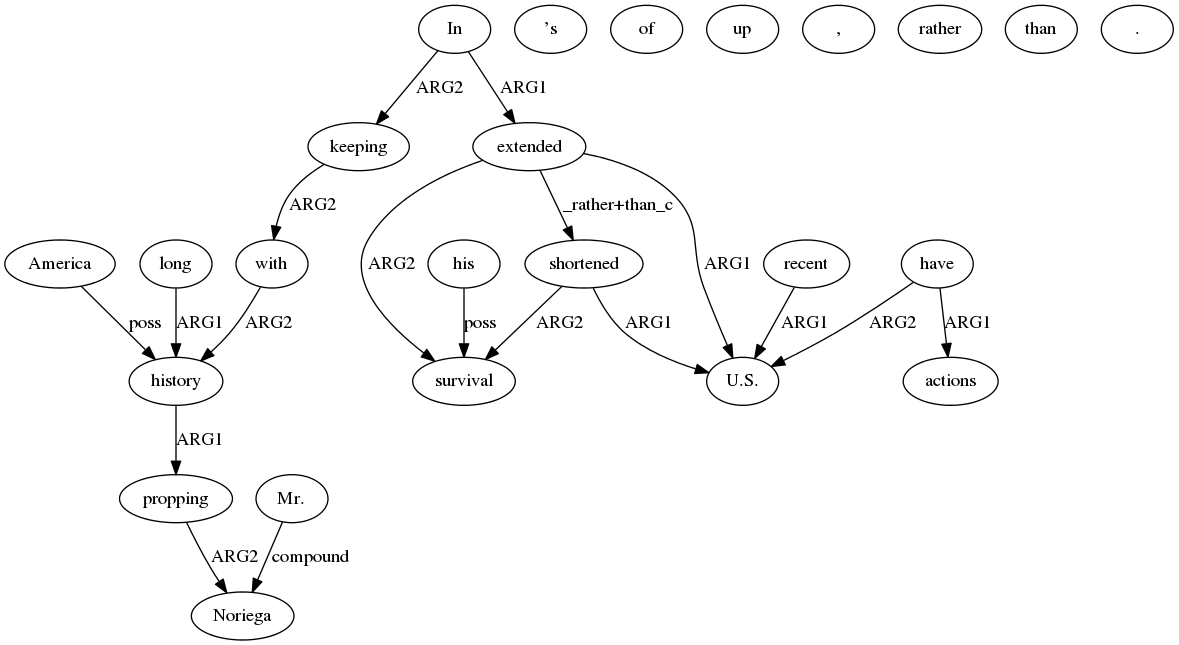 In ’s of up , rather than .
ARG2 ARG1
keeping extended
ARG2 _rather+than_c
America long with ARG2 his shortened ARG1 recent have
poss ARG1 ARG2 poss ARG2 ARG1 ARG1 ARG2 ARG1
history survival U.S. actions
ARG1
propping Mr.
ARG2 compound
Noriega